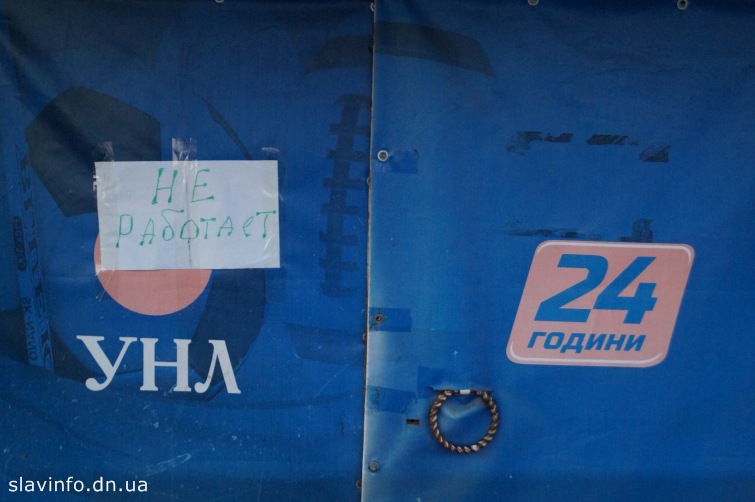 НЕ
РАБОТАЕТ
УНЛ
24
ГОДИНИ
slavinfo.dn.ua